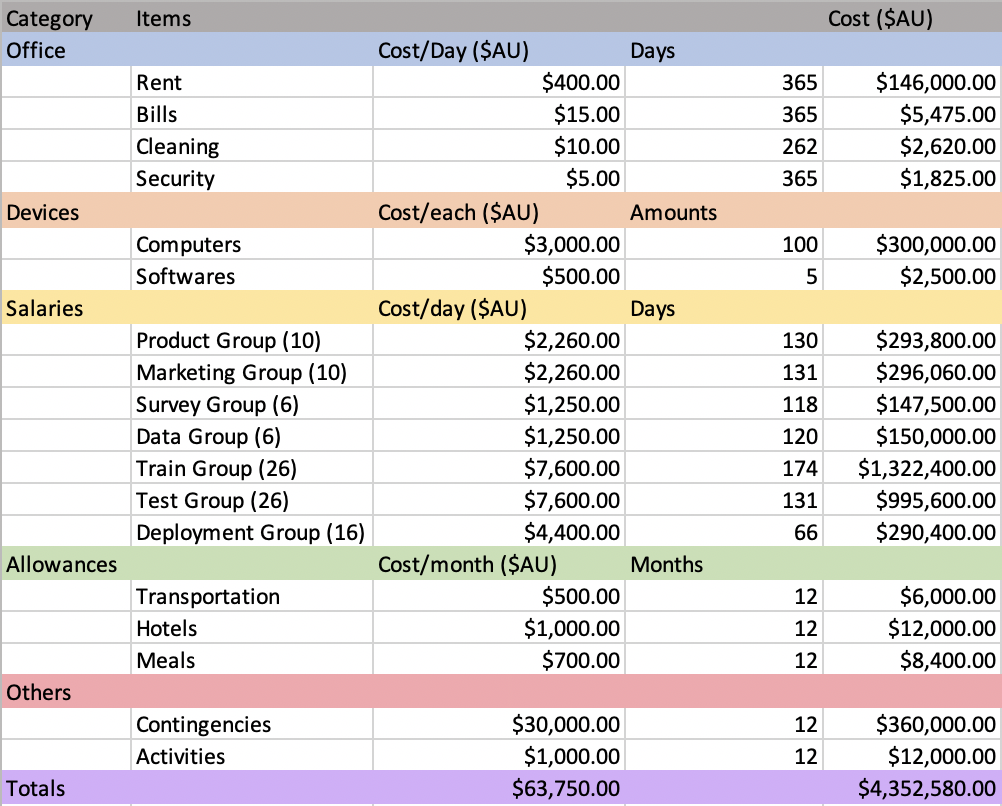 Category Items Cost ($AU)
Office Cost/Day ($AU) Days
Rent $400.00 365 $146,000.00
Bills $15.00 365 $5,475.00
Cleaning $10.00 262 $2,620.00
Security $5.00 365 $1,825.00
Devices Cost/each ($AU) Amounts
Computers $3,000.00 100 $300,000.00
Softwares $500.00 5 $2,500.00
Salaries Cost/day ($AU) Days
Product Group (10) $2,260.00 130 $293,800.00
Marketing Group (10) $2,260.00 131 $296,060.00
Survey Group (6) $1,250.00 118 $147,500.00
Data Group (6) $1,250.00 120 $150,000.00
Train Group (26) $7,600.00 174 $1,322,400.00
Test Group (26) $7,600.00 131 $995,600.00
Deployment Group (16) $4,400.00 66 $290,400.00
Allowances Cost/month ($AU) Months
Transportation $500.00 12 $6,000.00
Hotels $1,000.00 12 $12,000.00
Meals $700.00 12 $8,400.00
Others
Contingencies $30,000.00 12 $360,000.00
Activities $1,000.00 12 $12,000.00
Totals $63,750.00 $4,352,580.00